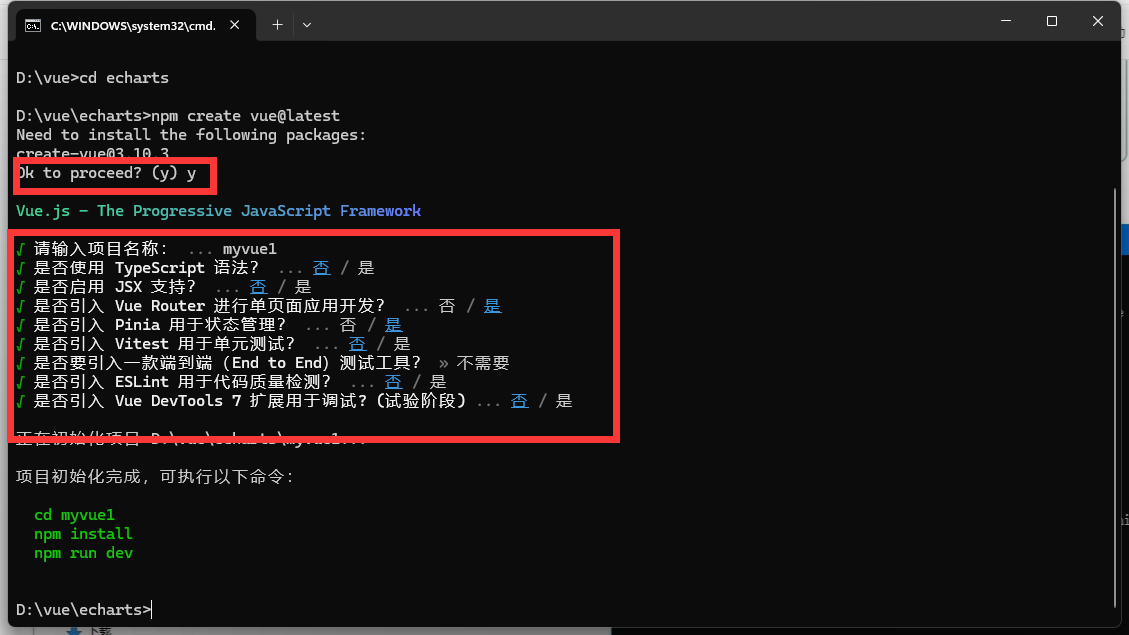 C:\WINDOWS\system32\cmd.
D:\vue>cd echarts
D:\vue\echarts>npm create vue@latest
Need to install the following packages:
create-vue@3.10.3
Ok to proceed? (y) y
Vue.js - The Progressive JavaScript Framework
√ 请输入项目名称： ... myvue1
√ 是否使用 TypeScript 语法？ ... 否 / 是
√ 是否启用 JSX 支持？ ... 否 / 是
√ 是否引入 Vue Router 进行单页面应用开发？ ... 否 / 是
√ 是否引入 Pinia 用于状态管理？ ... 否 / 是
√ 是否引入 Vitest 用于单元测试？ ... 否 / 是
√ 是否要引入一款端到端（End to End）测试工具？ » 不需要
√ 是否引入 ESLint 用于代码质量检测？ ... 否 / 是
√ 是否引入 Vue DevTools 7 扩展用于调试？(试验阶段) ... 否 / 是
正在初始化项目 D:\vue\echarts\myvue1...
项目初始化完成，可执行以下命令：
cd myvue1
npm install
npm run dev
D:\vue\echarts>
下载